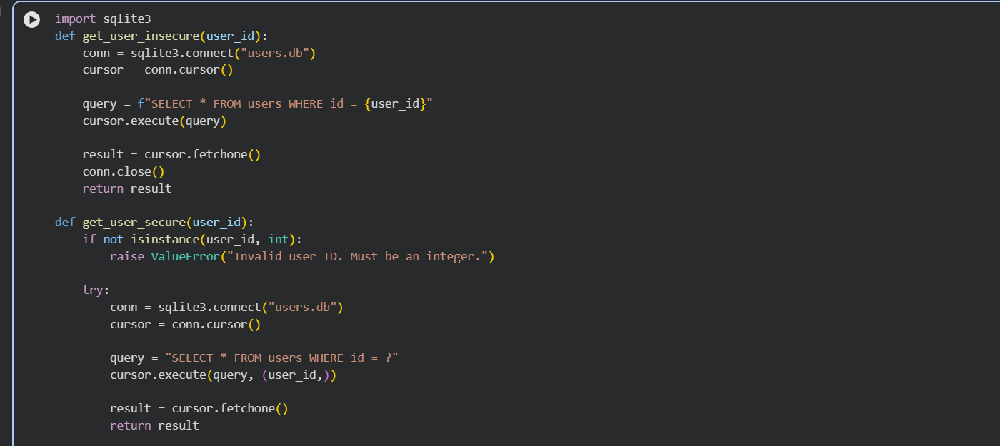 import sqlite3
def get_user_insecure(user_id):
    conn = sqlite3.connect("users.db")
    cursor = conn.cursor()

    query = f"SELECT * FROM users WHERE id = {user_id}"
    cursor.execute(query)

    result = cursor.fetchone()
    conn.close()
    return result

def get_user_secure(user_id):
    if not isinstance(user_id, int):
        raise ValueError("Invalid user ID. Must be an integer.")

    try:
        conn = sqlite3.connect("users.db")
        cursor = conn.cursor()

        query = "SELECT * FROM users WHERE id = ?"
        cursor.execute(query, (user_id,))

        result = cursor.fetchone()
        return result